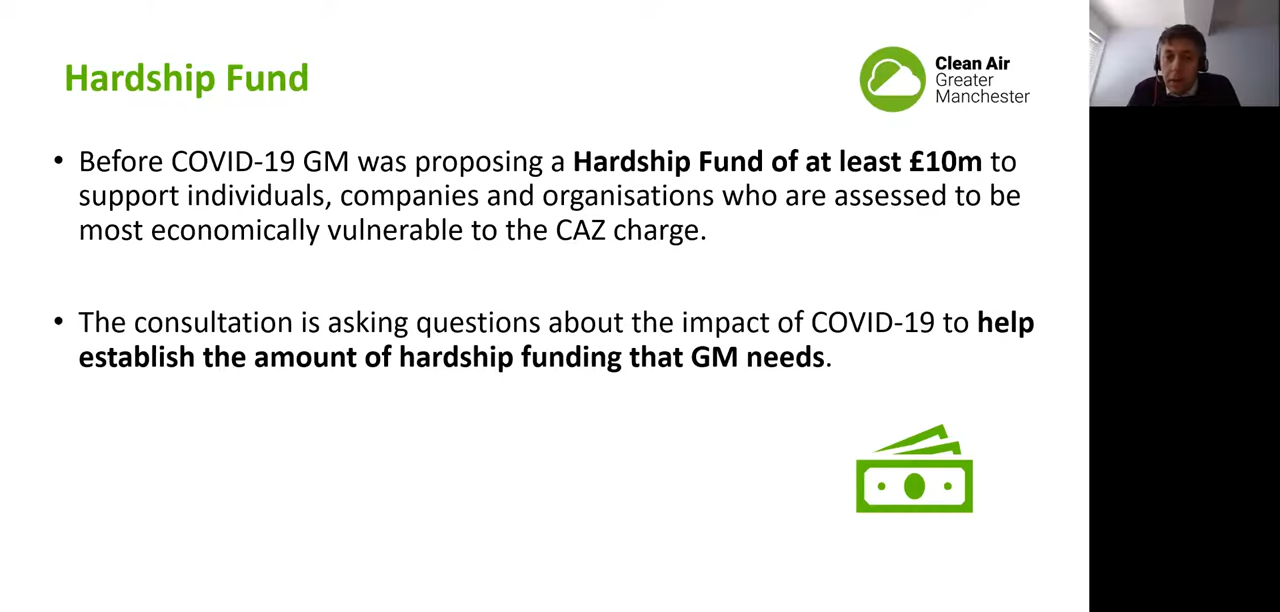 Hardship Fund
Clean Air
Greater
Manchester
• Before COVID-19 GM was proposing a Hardship Fund of at least £10m to
support individuals, companies and organisations who are assessed to be
most economically vulnerable to the CAZ charge.
• The consultation is asking questions about the impact of COVID-19 to help
establish the amount of hardship funding that GM needs.